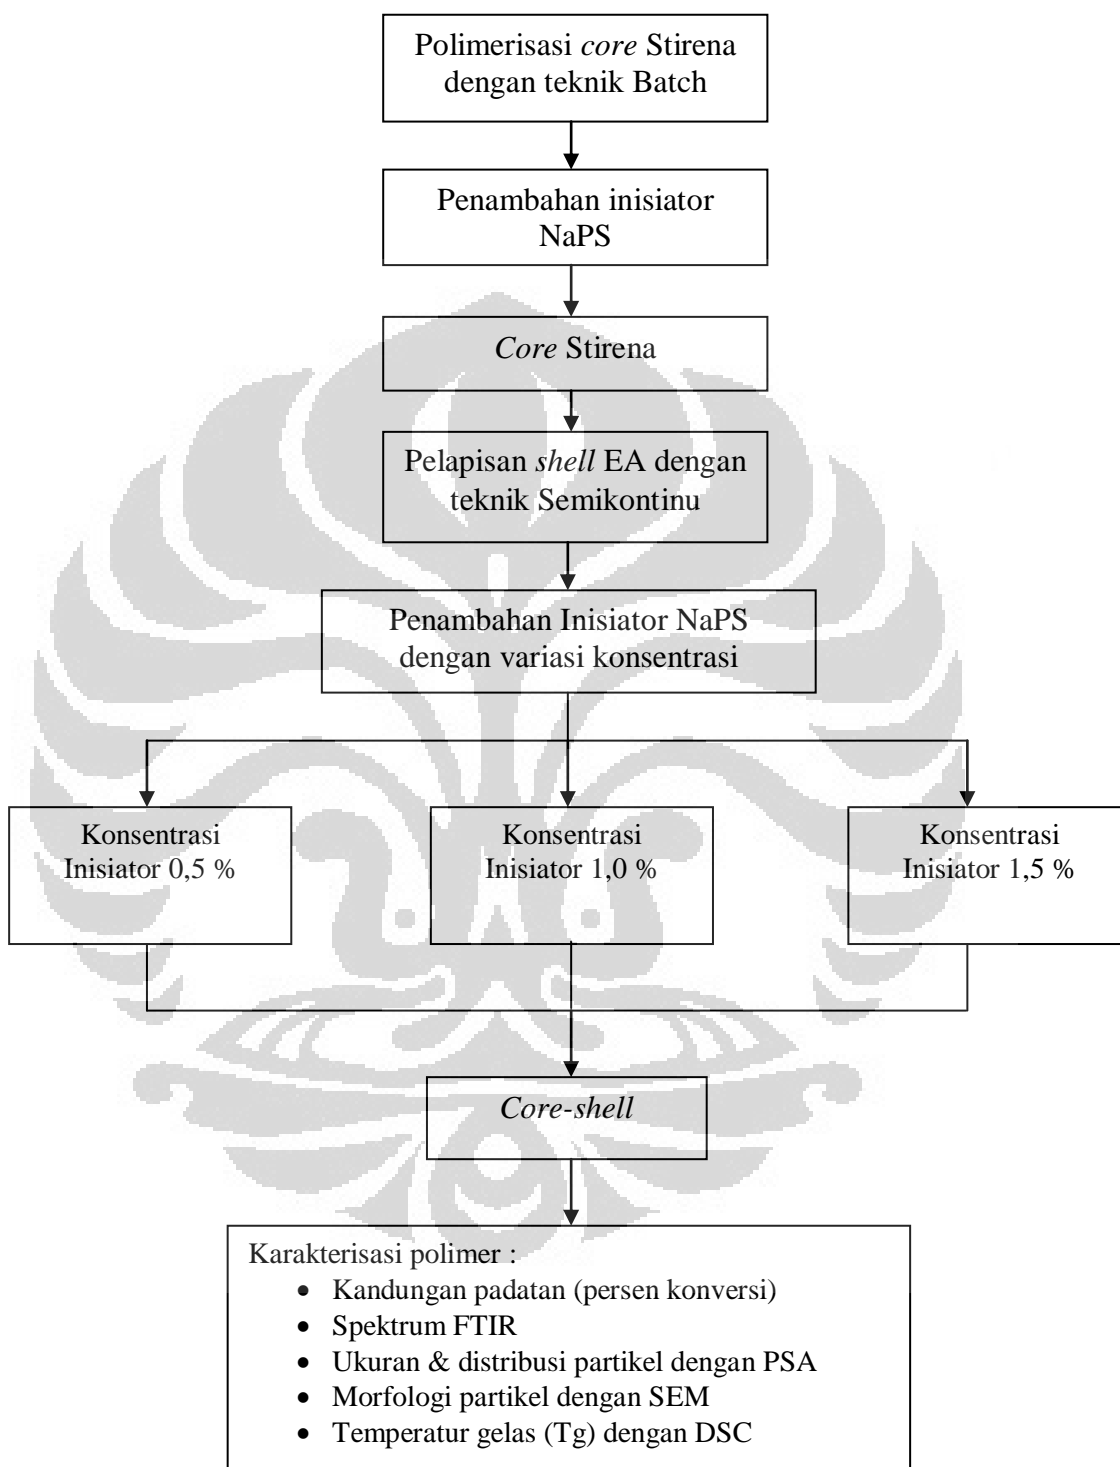 Polimerisasi core Stirena
dengan teknik Batch
Penambahan inisiator
NaPS
Core Stirena
Pelapisan shell EA dengan
teknik Semikontinu
Penambahan Inisiator NaPS
dengan variasi konsentrasi
Konsentrasi
Inisiator 0,5 %
Konsentrasi
Inisiator 1,0 %
Konsentrasi
Inisiator 1,5 %
Core-shell
Karakterisasi polimer :
• Kandungan padatan (persen konversi)
• Spektrum FTIR
• Ukuran & distribusi partikel dengan PSA
• Morfologi partikel dengan SEM
• Temperatur gelas (Tg) dengan DSC